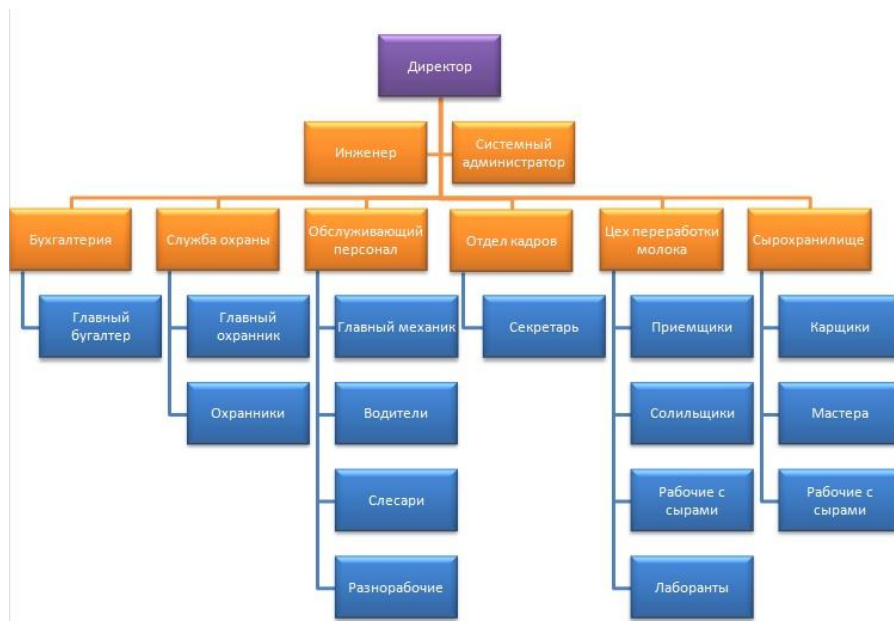 Директор
Инженер
Системный
администратор
Бухгалтерия
Служба охраны
Обслуживающий
персонал
Отдел кадров
Цех переработки
молока
Сырохранилище
Главный
бугалтер
Главный
охранник
Главный механик
Секретарь
Приемщики
Карщики
Охранники
Водители
Солильщики
Мастера
Слесари
Рабочие с
сырами
Рабочие с
сырами
Разнорабочие
Лаборанты